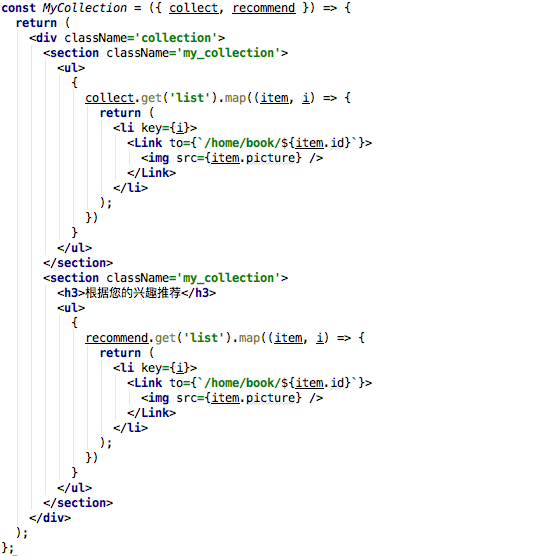 const MyCollection = ({ collect, recommend }) => {
  return (
    <div className='collection'>
      <section className='my_collection'>
        <ul>
          {
            collect.get('list').map((item, i) => {
              return (
                <li key={i}>
                  <Link to={`/home/book/${item.id}`}>
                    <img src={item.picture} />
                  </Link>
                </li>
              );
            })
          }
        </ul>
      </section>
      <section className='my_collection'>
        <h3>根据您的兴趣推荐</h3>
        <ul>
          {
            recommend.get('list').map((item, i) => {
              return (
                <li key={i}>
                  <Link to={`/home/book/${item.id}`}>
                    <img src={item.picture} />
                  </Link>
                </li>
              );
            })
          }
        </ul>
      </section>
    </div>
  );
};